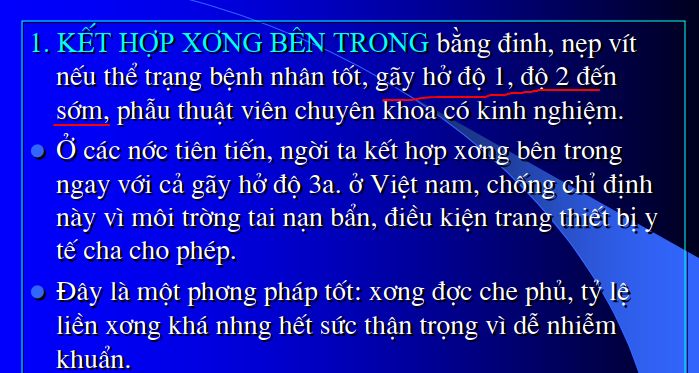 1. KẾT HỢP XƠNG BÊN TRONG bằng đinh, nẹp vít
nếu thể trạng bệnh nhân tốt, gãy hở độ 1, độ 2 đến
sớm, phẫu thuật viên chuyên khoa có kinh nghiệm.
Ở các nớc tiên tiến, ngời ta kết hợp xơng bên trong
ngay với cả gãy hở độ 3a. ở Việt nam, chống chỉ định
này vì môi trờng tai nạn bẩn, điều kiện trang thiết bị y
tế cha cho phép.
Đây là một phơng pháp tốt: xơng đợc che phủ, tỷ lệ
liền xơng khá nhng hết sức thận trọng vì dễ nhiễm
khuẩn.